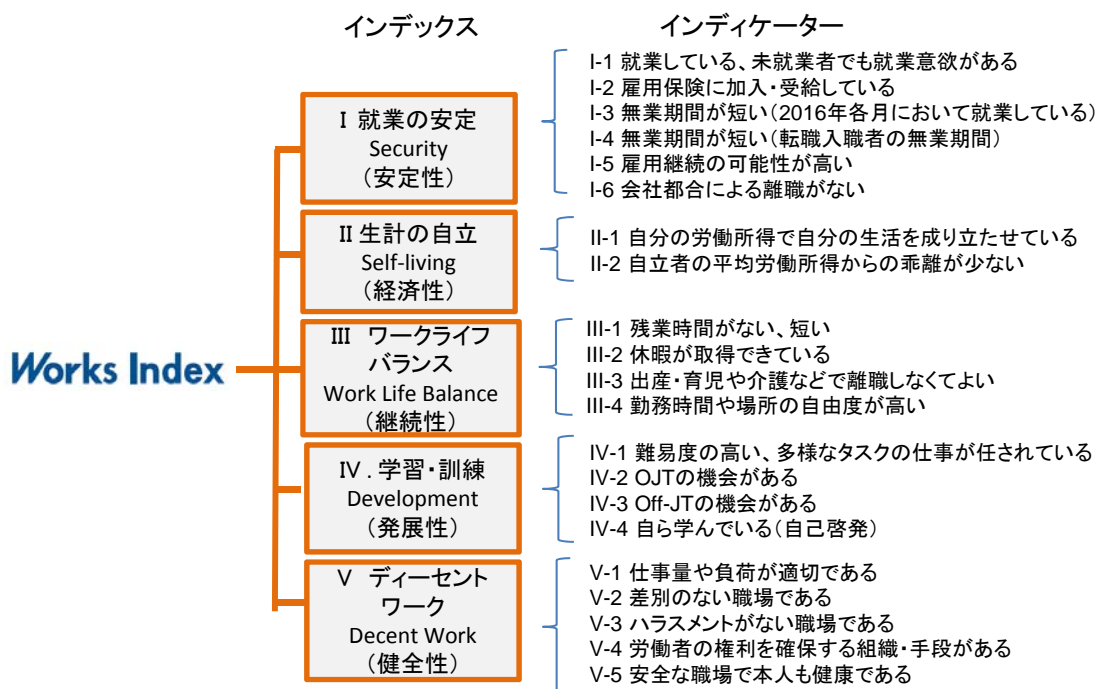 インデックス
インディケーター
Works Index
I 就業の安定
Security
(安定性)
I-1 就業している、未就業者でも就業意欲がある
I-2 雇用保険に加入・受給している
I-3 無業期間が短い(2016年各月において就業している)
I-4 無業期間が短い(転職入職者の無業期間)
I-5 雇用継続の可能性が高い
I-6 会社都合による離職がない
II 生計の自立
Self-living
(経済性)
II-1 自分の労働所得で自分の生活を成り立たせている
II-2 自立者の平均労働所得からの乖離が少ない
III ワークライフ
バランス
Work Life Balance
(継続性)
III-1 残業時間がない、短い
III-2 休暇が取得できている
III-3 出産・育児や介護などで離職しなくてよい
III-4 勤務時間や場所の自由度が高い
IV . 学習・訓練
Development
(発展性)
IV-1 難易度の高い、多様なタスクの仕事が任されている
IV-2 OJTの機会がある
IV-3 Off-JTの機会がある
IV-4 自ら学んでいる(自己啓発)
V ディーセント
ワーク
Decent Work
(健全性)
V-1 仕事量や負荷が適切である
V-2 差別のない職場である
V-3 ハラスメントがない職場である
V-4 労働者の権利を確保する組織・手段がある
V-5 安全な職場で本人も健康である